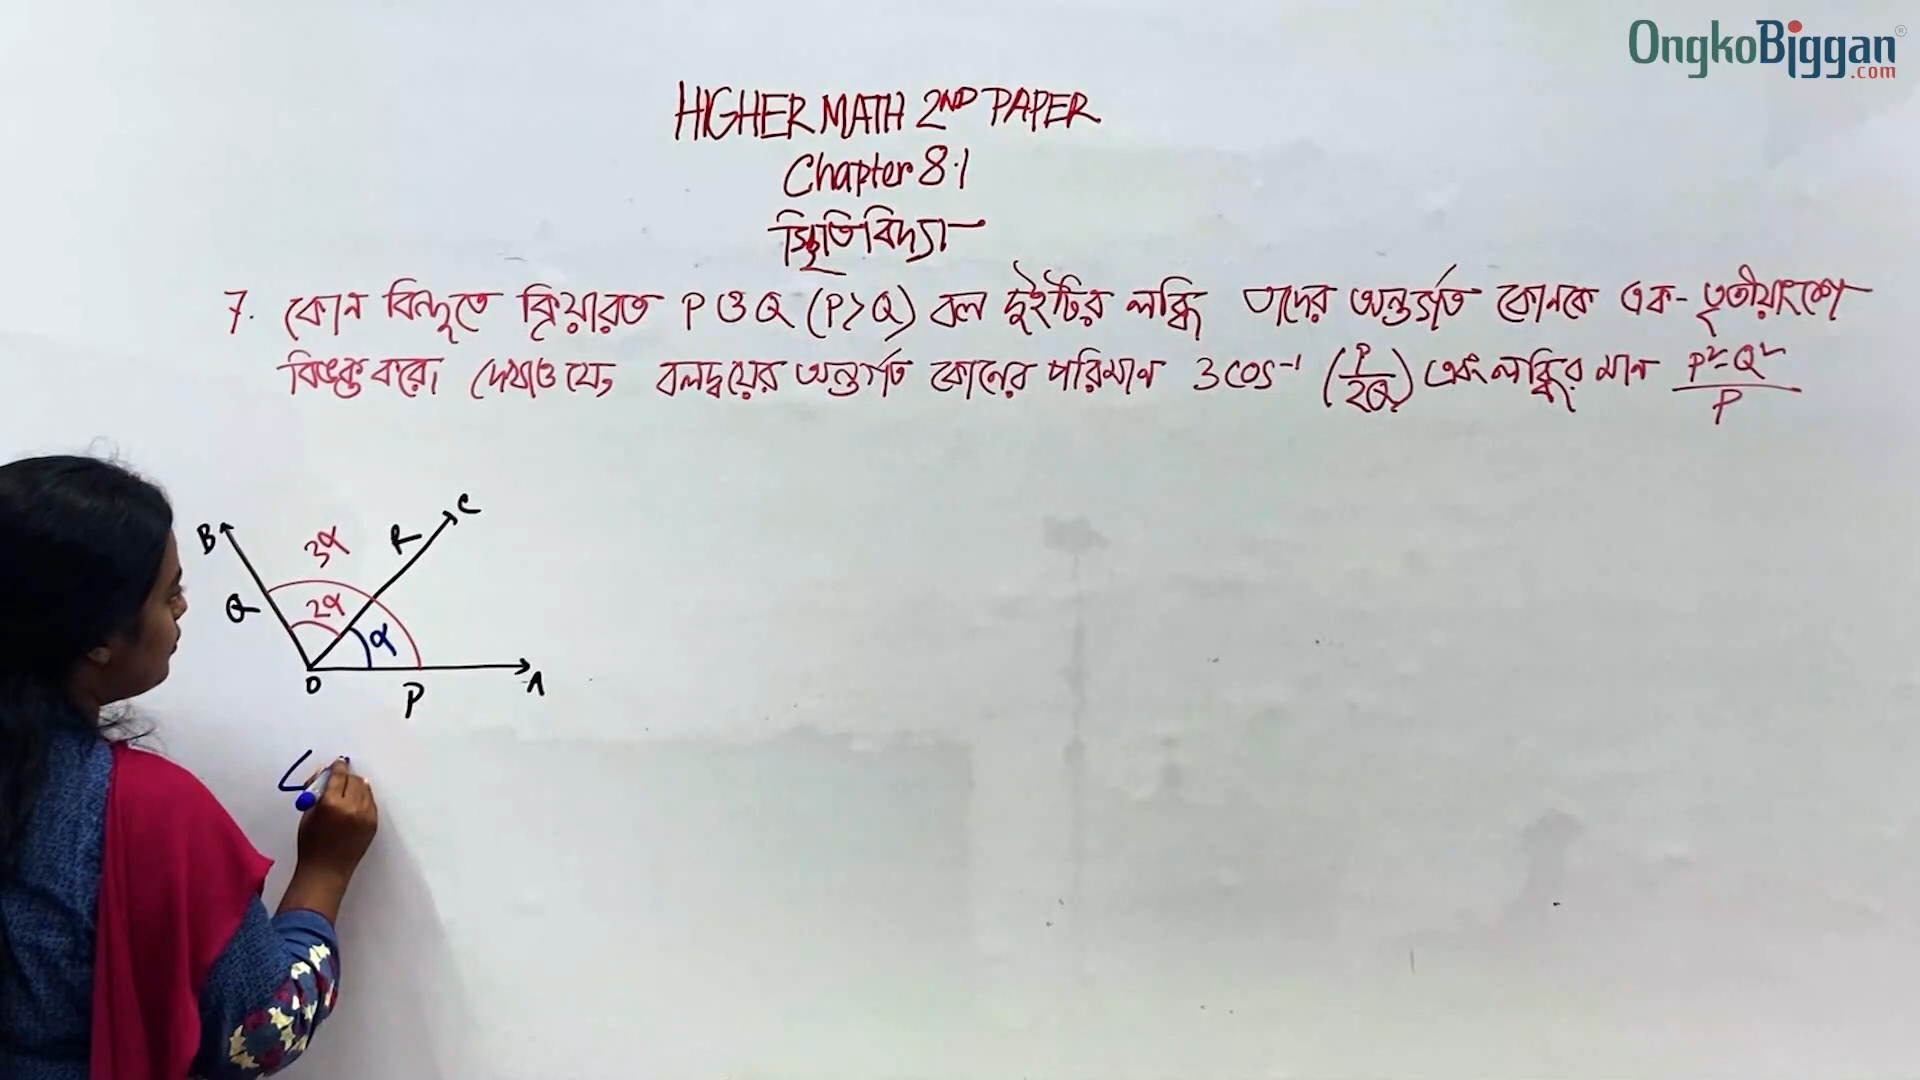 OngkoBiggan®
.com
HIGHER MATH 2ND PAPER
Chapter 8.1
স্থিতিবিদ্যা
7. কোন বিন্দুতে ক্রিয়ারত P ও Q (P>Q) বল দুইটির লব্ধি তাদের অন্তর্গত কোনকে এক-তৃতীয়াংশে
বিভক্ত করে। দেখাও যে, বলদ্বয়ের অন্তর্গত কোনের পরিমান 3cos⁻¹ (P/2Q) এবং লব্ধির মান P²-Q²/P
B
3α
R
C
Q
2α
α
O
P
A